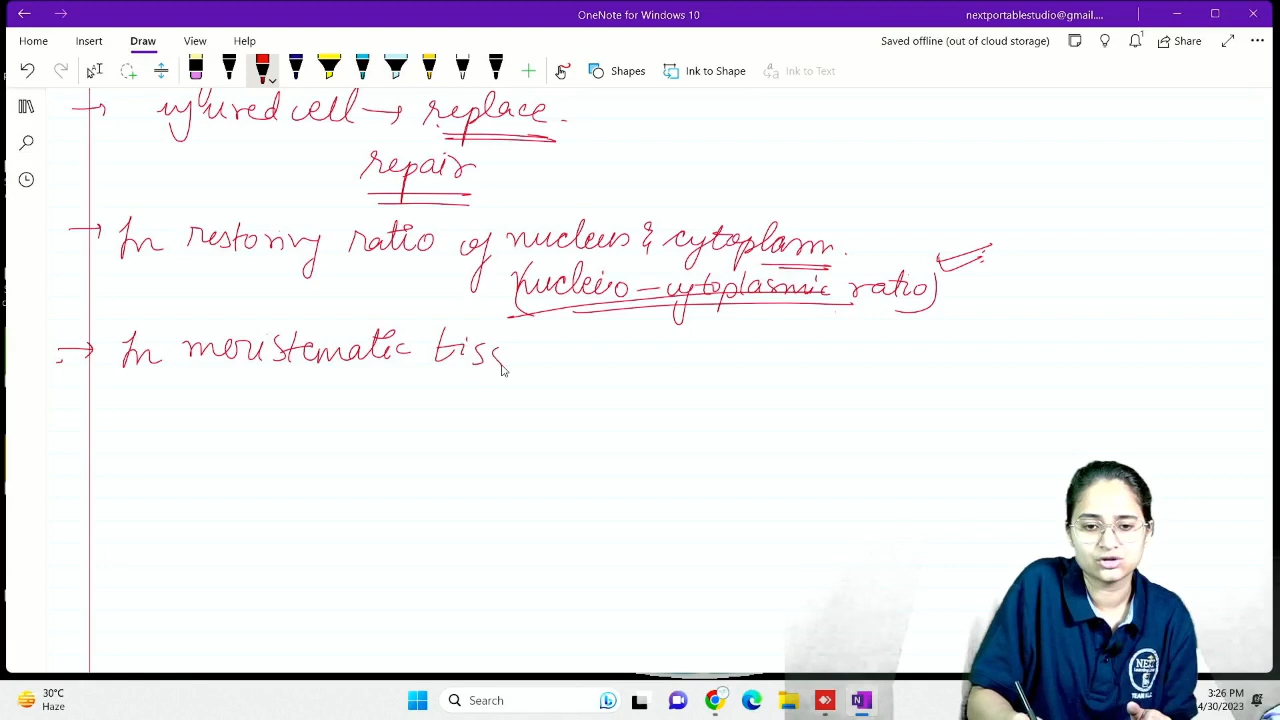 OneNote for Windows 10
nextportablestudio@gmail....
Home Insert Draw View Help
Saved offline (out of cloud storage) Share
Shapes Ink to Shape Ink to Text
→ injured cell → replace.
repair
→ In restoring ratio of nucleus & cytoplasm.
(nucleo-cytoplasmic ratio)
→ In meristematic tiss
30°C
Haze
Search
3:26 PM
4/30/2023